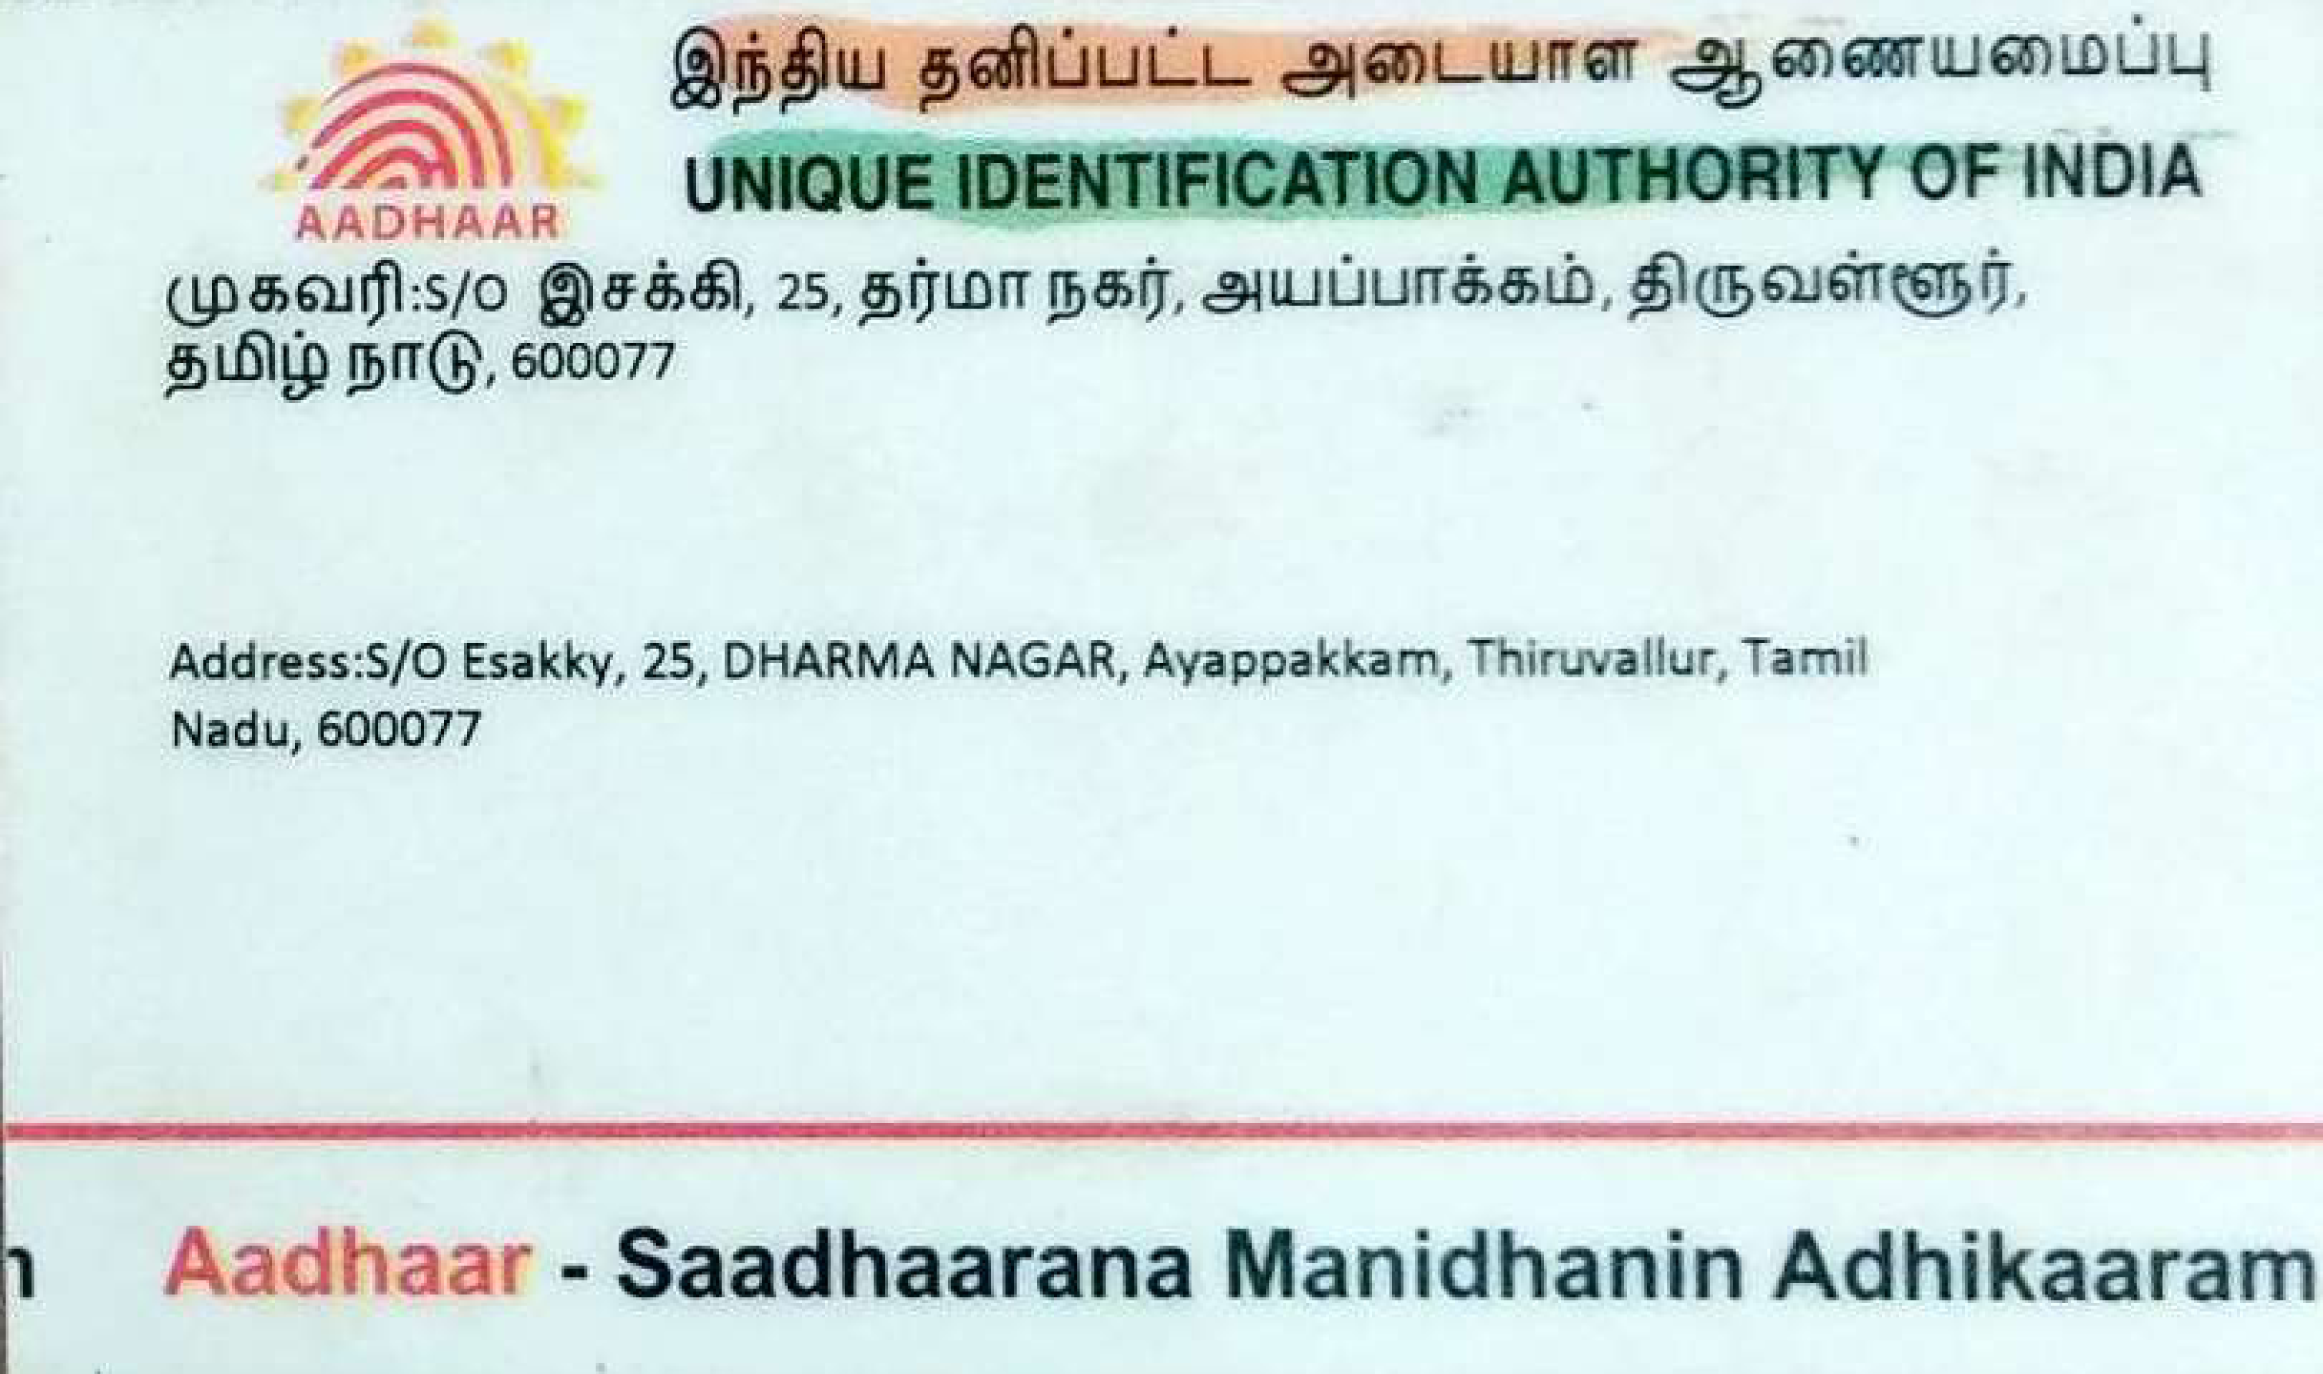 இந்திய தனிப்பட்ட அடையாள ஆணையமைப்பு
UNIQUE IDENTIFICATION AUTHORITY OF INDIA
AADHAAR
முகவரி:S/O இசக்கி, 25, தர்மா நகர், அயப்பாக்கம், திருவள்ளூர்,
தமிழ் நாடு, 600077
Address:S/O Esakky, 25, DHARMA NAGAR, Ayappakkam, Thiruvallur, Tamil
Nadu, 600077
Aadhaar - Saadhaarana Manidhanin Adhikaaram